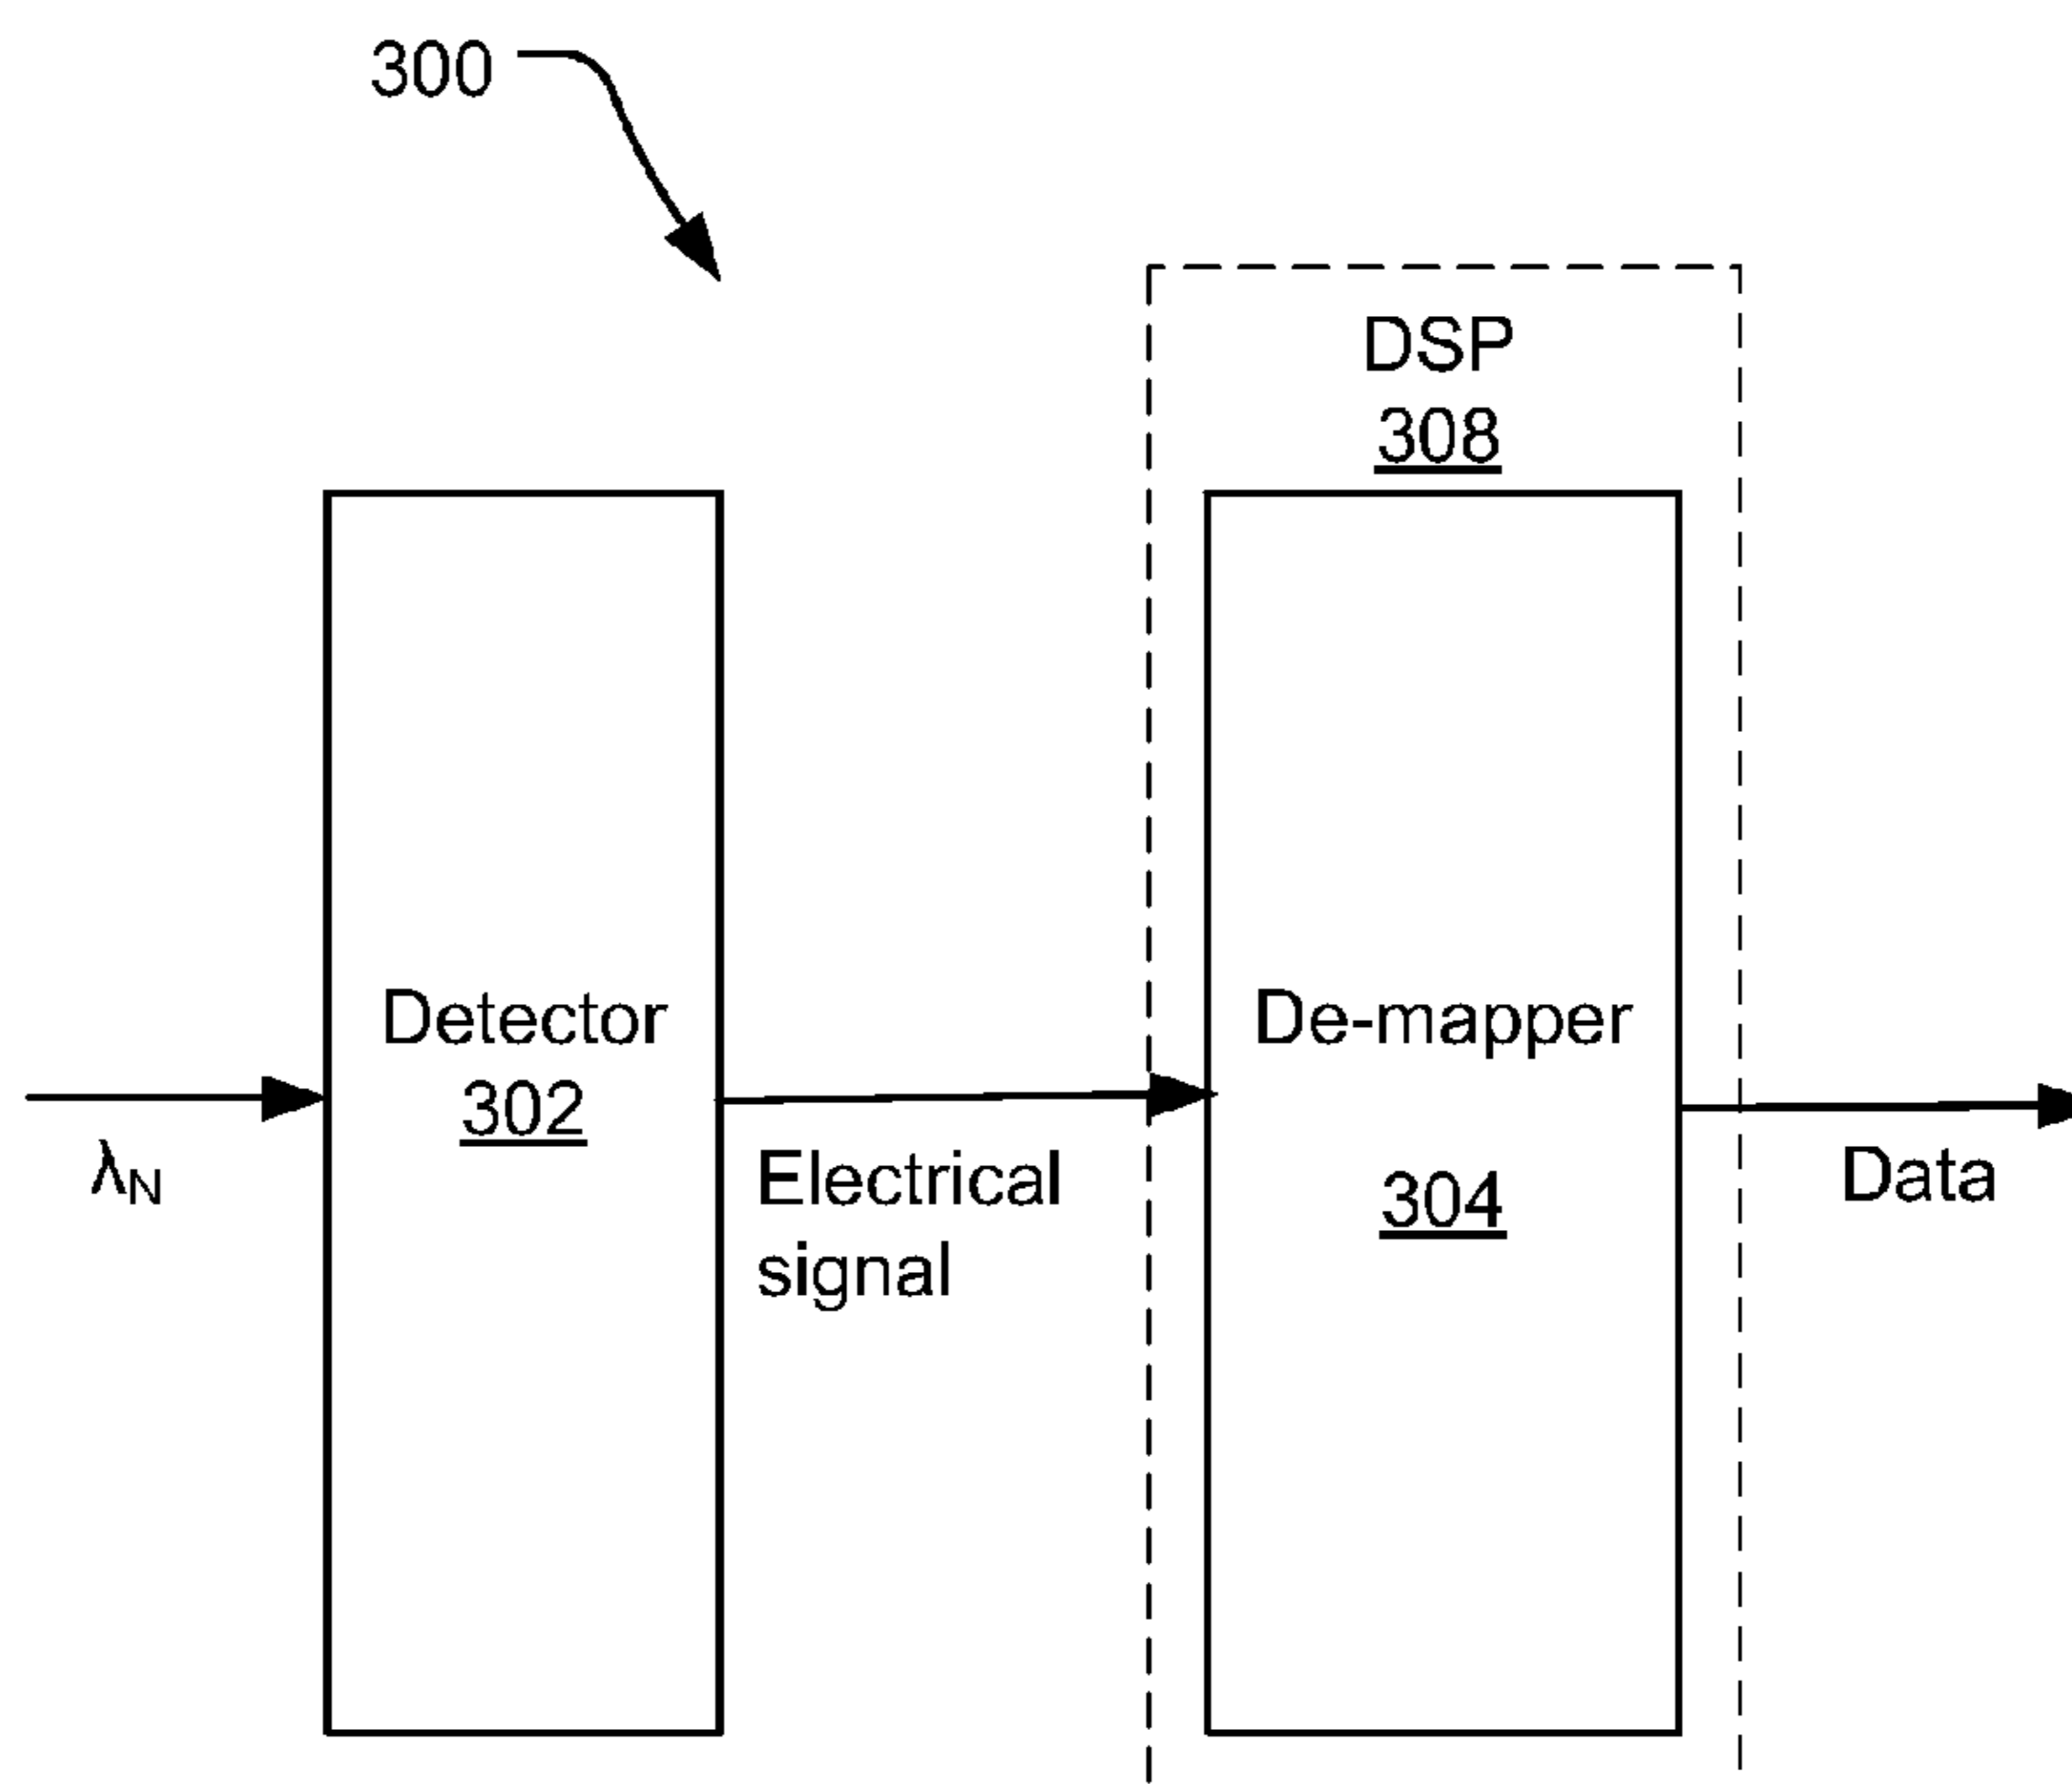 300
DSP
308
Detector
302
De-mapper
304
λN
Electrical
signal
Data